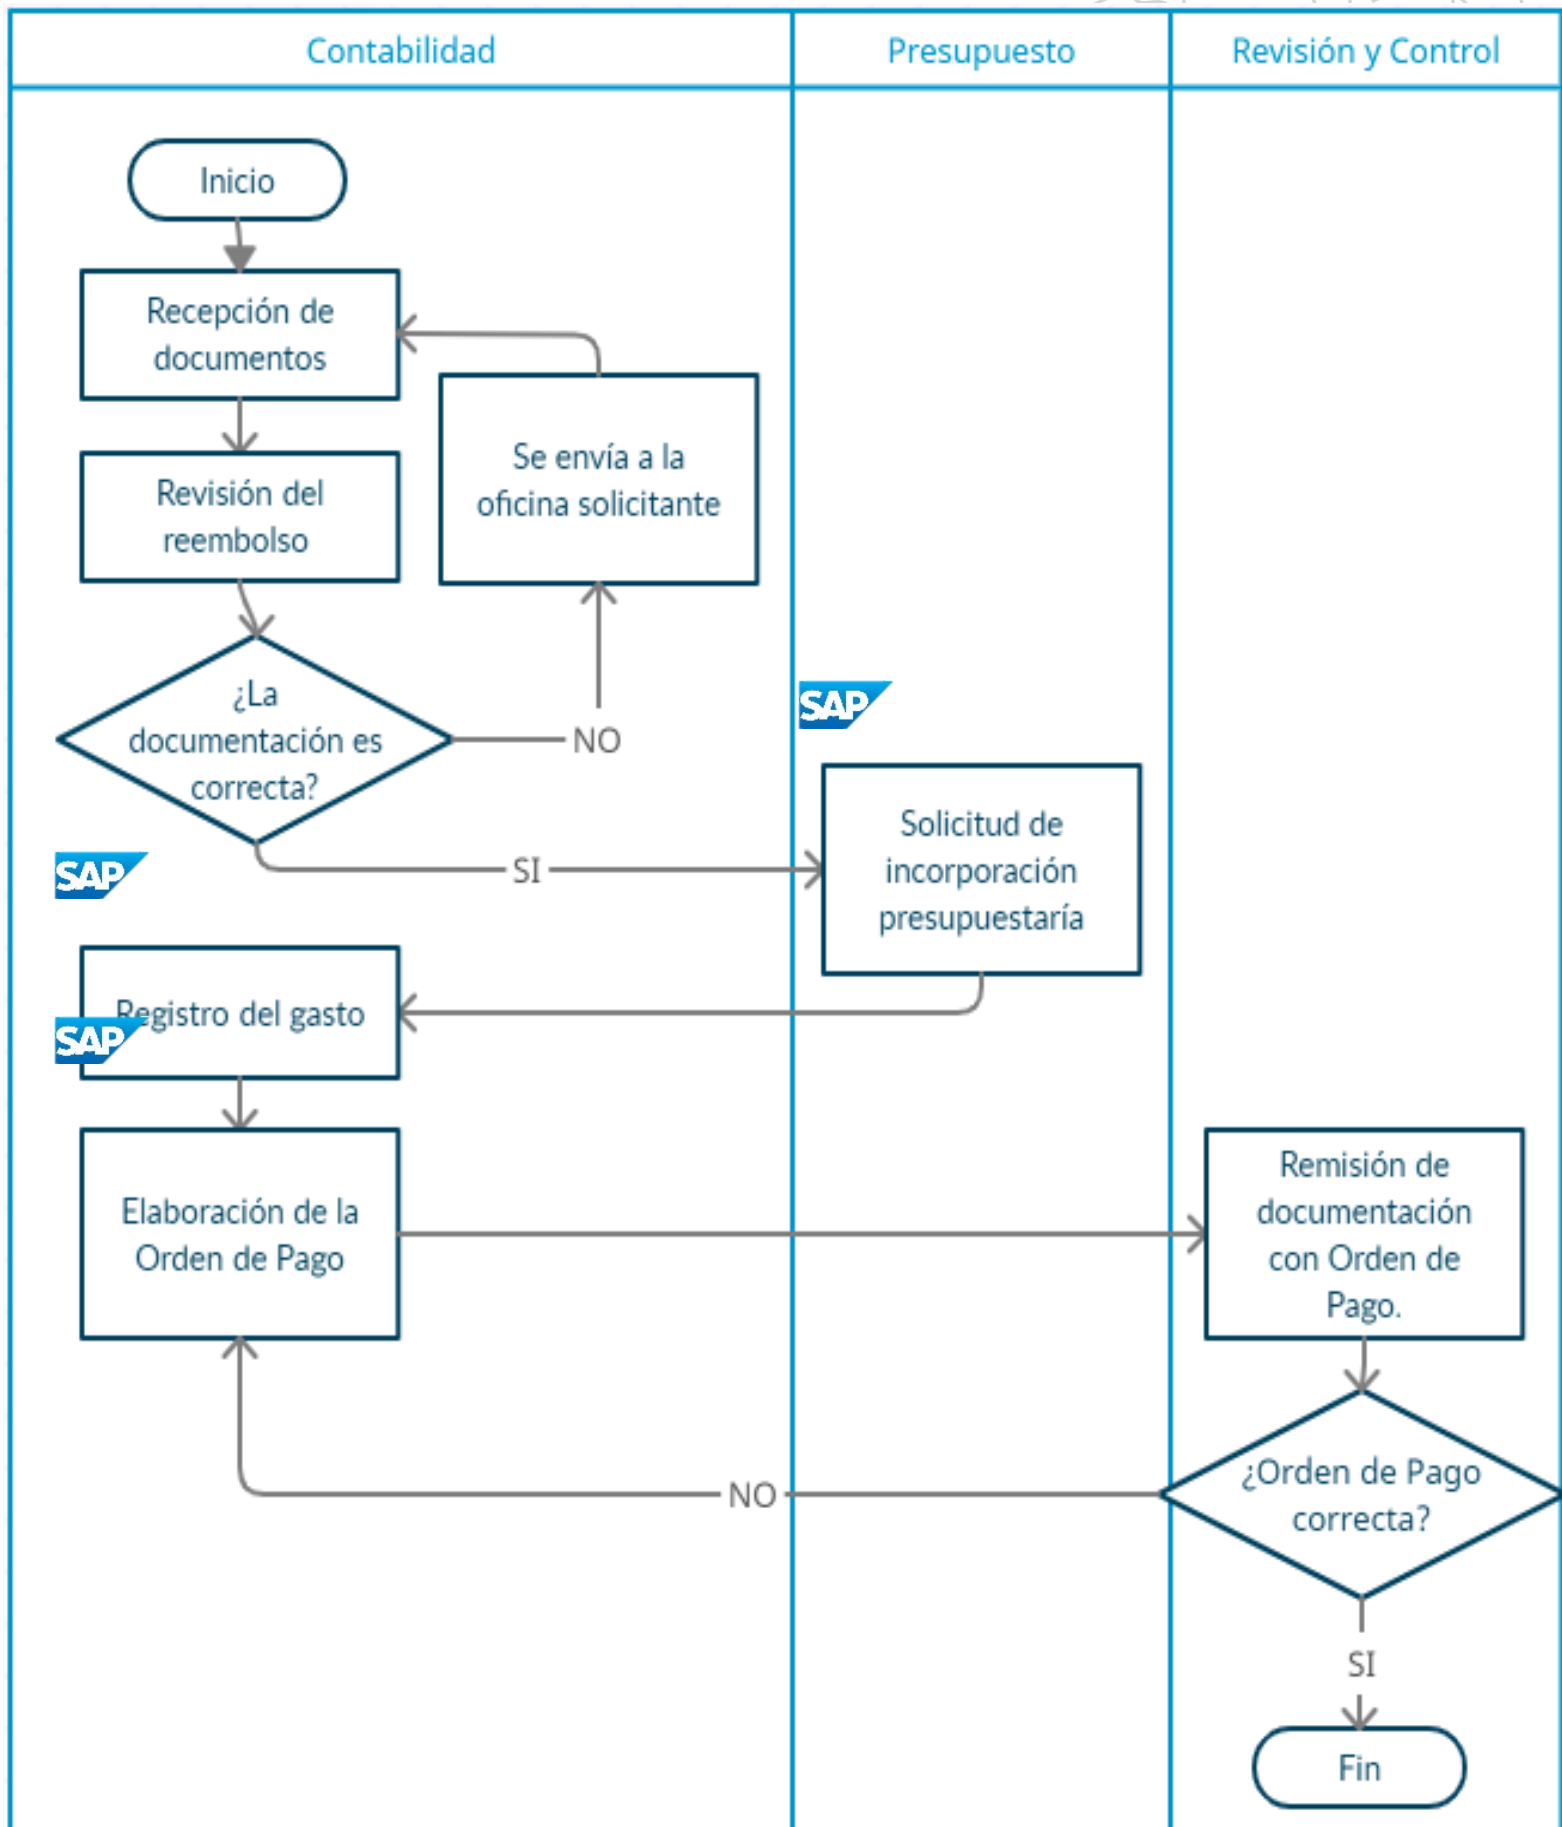 Contabilidad
Presupuesto
Revisión y Control
Inicio
Recepción de
documentos
Se envía a la
oficina solicitante
Revisión del
reembolso
¿La
documentación es
correcta?
NO
SAP
Solicitud de
incorporación
presupuestaría
SI
SAP
Registro del gasto
SAP
Elaboración de la
Orden de Pago
Remisión de
documentación
con Orden de
Pago.
¿Orden de Pago
correcta?
NO
SI
Fin